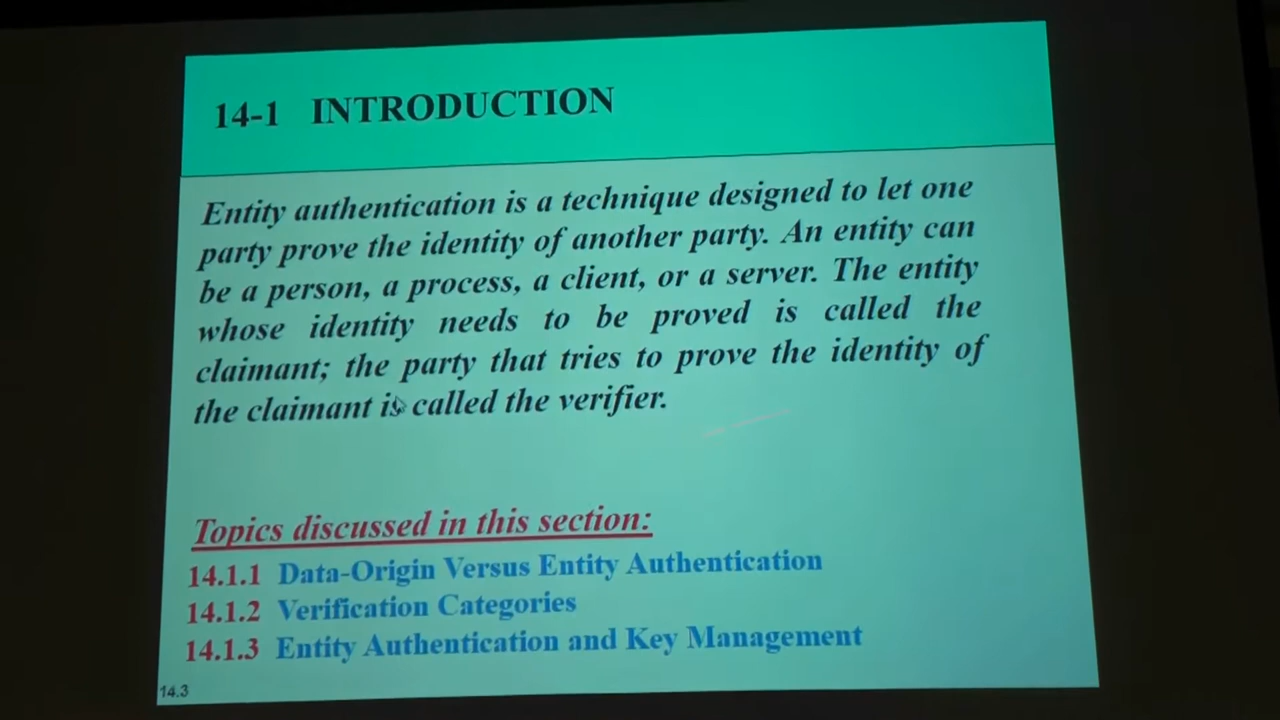 14-1 INTRODUCTION
Entity authentication is a technique designed to let one
party prove the identity of another party. An entity can
be a person, a process, a client, or a server. The entity
whose identity needs to be proved is called the
claimant; the party that tries to prove the identity of
the claimant is called the verifier.
Topics discussed in this section:
14.1.1 Data-Origin Versus Entity Authentication
14.1.2 Verification Categories
14.1.3 Entity Authentication and Key Management
14.3